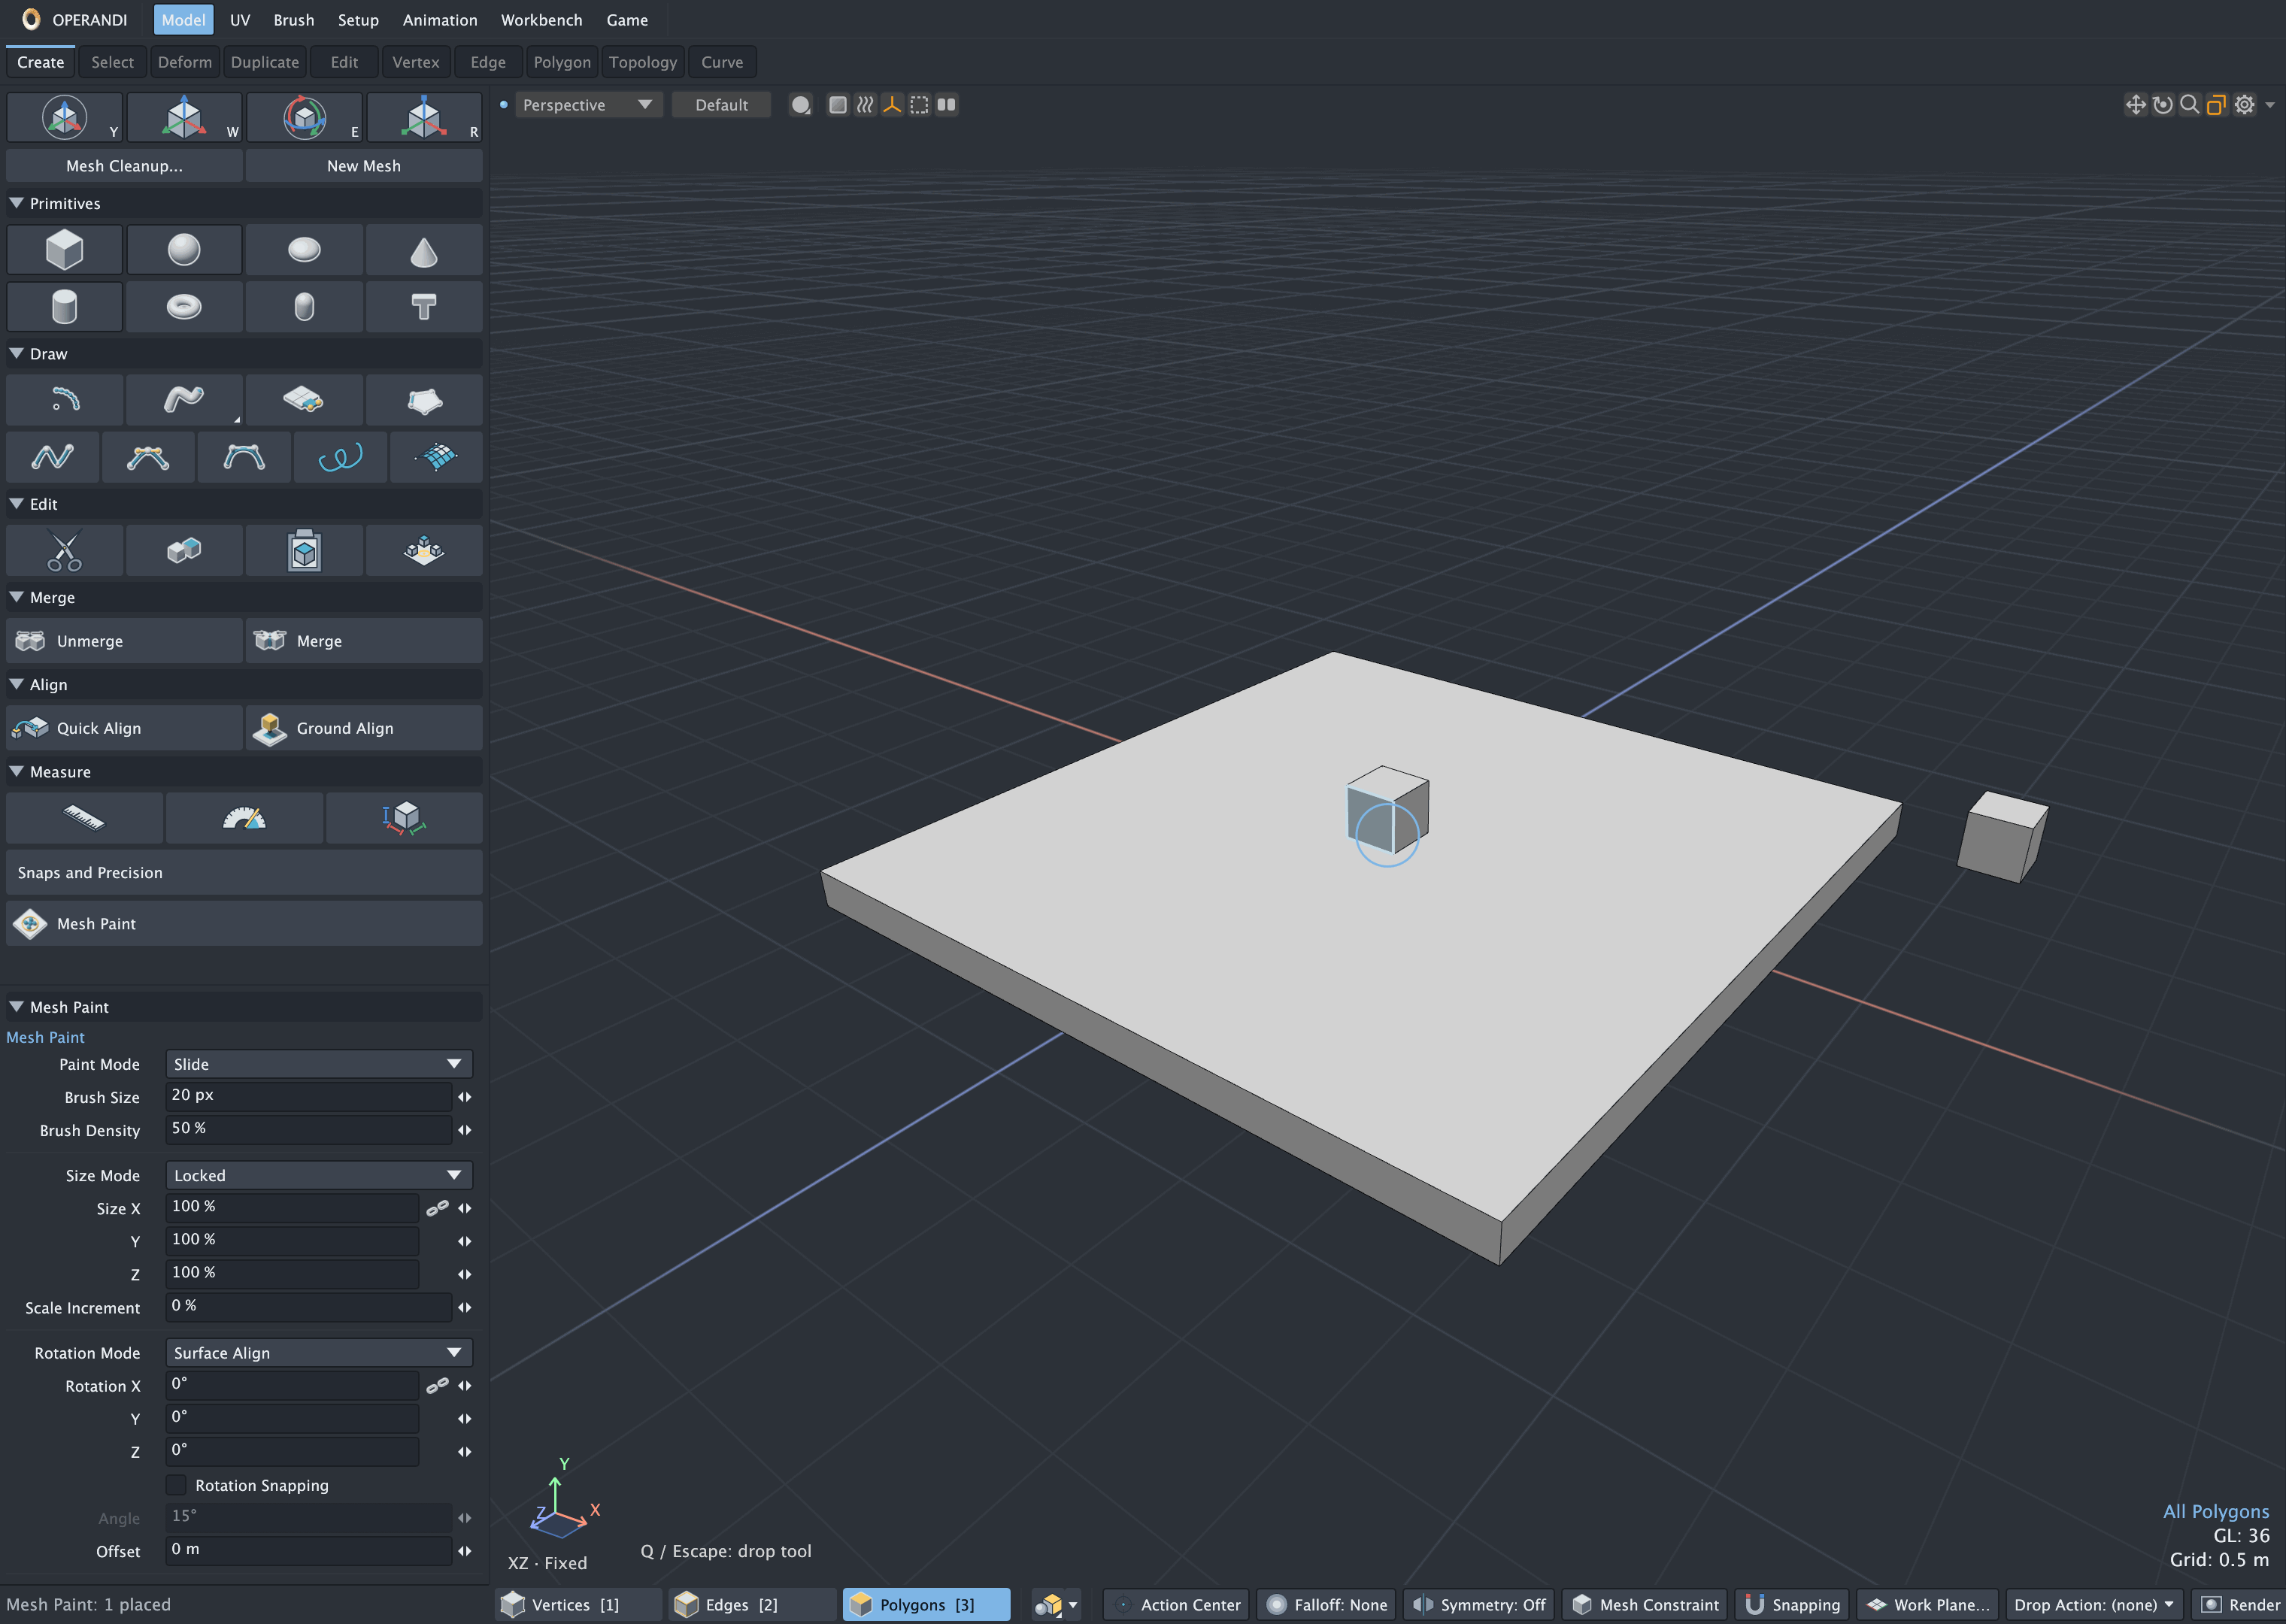 OPERANDI Model UV Brush Setup Animation Workbench Game
Create Select Deform Duplicate Edit Vertex Edge Polygon Topology Curve
Y W E R
Mesh Cleanup... New Mesh
Primitives
Draw
Edit
Merge
Unmerge Merge
Align
Quick Align Ground Align
Measure
Snaps and Precision
Mesh Paint
Mesh Paint
Mesh Paint
Paint Mode Slide
Brush Size 20 px
Brush Density 50 %
Size Mode Locked
Size X 100 %
Y 100 %
Z 100 %
Scale Increment 0 %
Rotation Mode Surface Align
Rotation X 0°
Y 0°
Z 0°
Rotation Snapping
Angle 15°
Offset 0 m
Mesh Paint: 1 placed
Perspective Default
Y
Z X
XZ · Fixed
Q / Escape: drop tool
All Polygons
GL: 36
Grid: 0.5 m
Vertices [1] Edges [2] Polygons [3] Action Center Falloff: None Symmetry: Off Mesh Constraint Snapping Work Plane... Drop Action: (none) Render